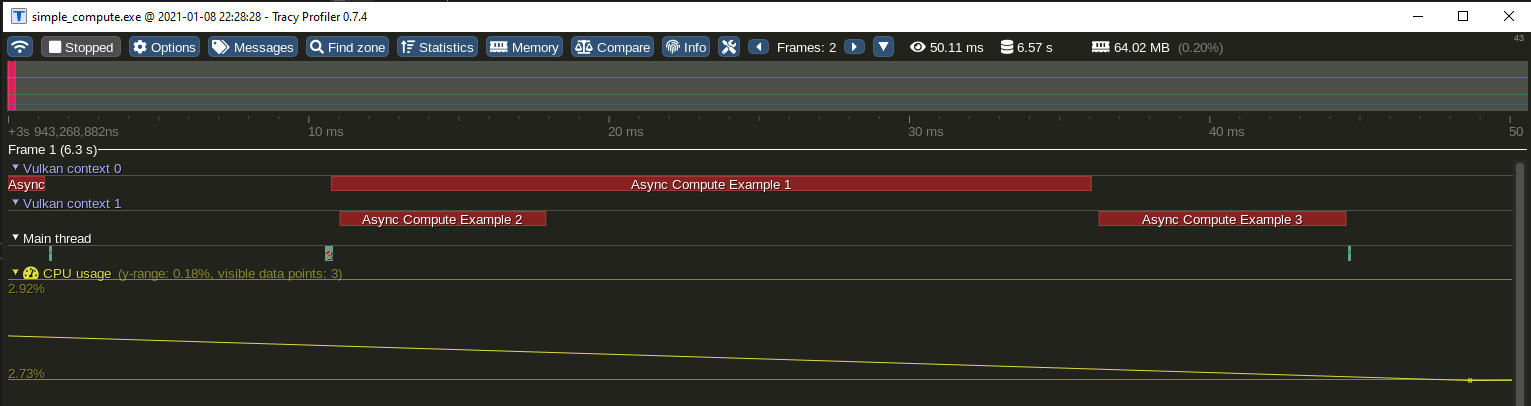 simple_compute.exe @ 2021-01-08 22:28:28 - Tracy Profiler 0.7.4
Stopped Options Messages Find zone Statistics Memory Compare Info Frames: 2 50.11 ms 6.57 s 64.02 MB (0.20%) 43
+3s 943,268,882ns 10 ms 20 ms 30 ms 40 ms 50
Frame 1 (6.3 s)
Vulkan context 0
Async Async Compute Example 1
Vulkan context 1
Async Compute Example 2 Async Compute Example 3
Main thread
CPU usage (y-range: 0.18%, visible data points: 3)
2.92%
2.73%